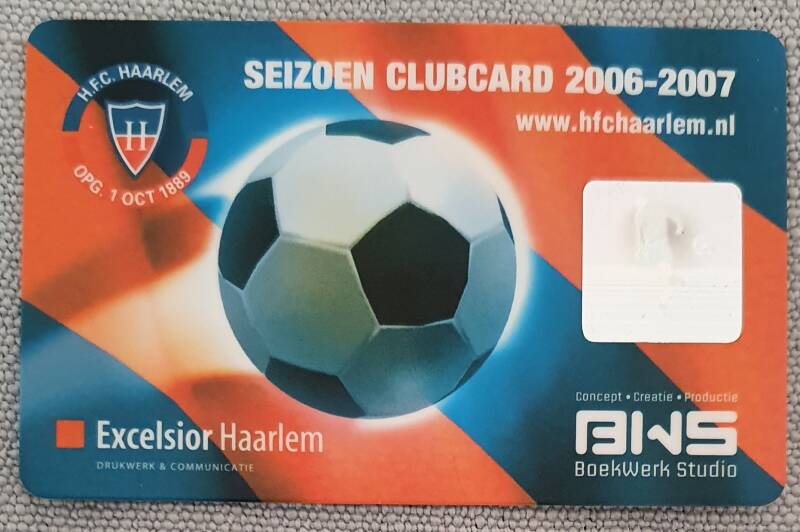 H.F.C. HAARLEM
H
OPG. 1 OCT 1889
SEIZOEN CLUBCARD 2006-2007
www.hfchaarlem.nl
Excelsior Haarlem
DRUKWERK & COMMUNICATIE
Concept • Creatie • Productie
BWS
BoekWerk Studio